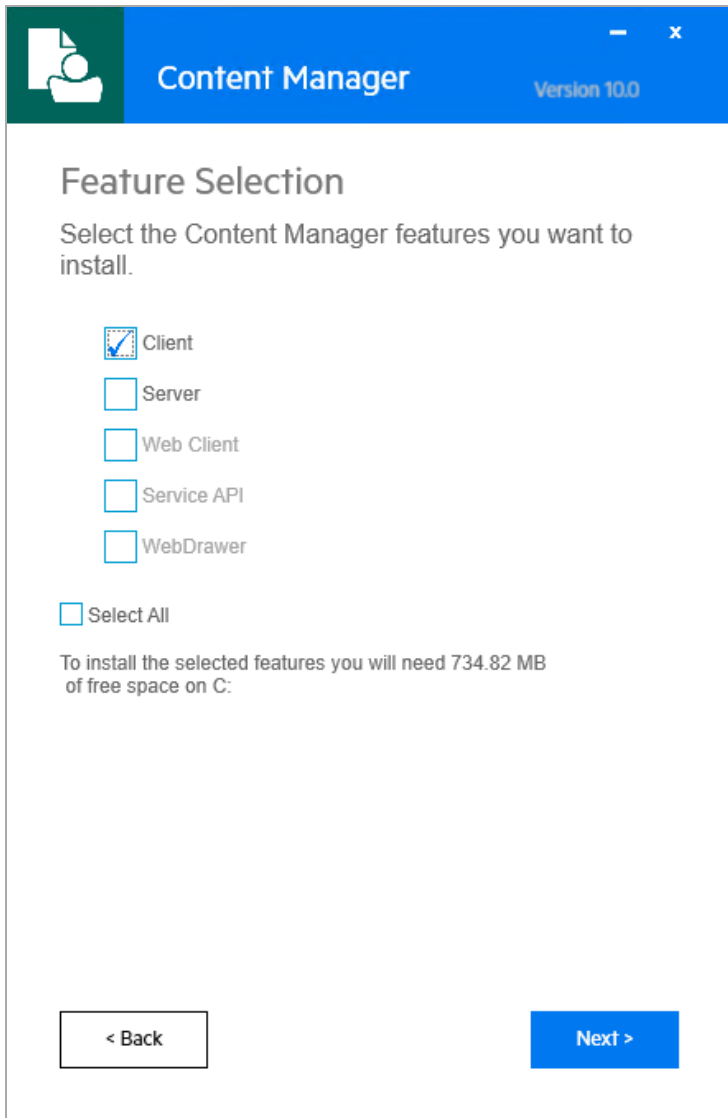 Content Manager
Version 10.0
Feature Selection
Select the Content Manager features you want to
install.
Client
Server
Web Client
Service API
WebDrawer
Select All
To install the selected features you will need 734.82 MB
of free space on C:
< Back
Next >